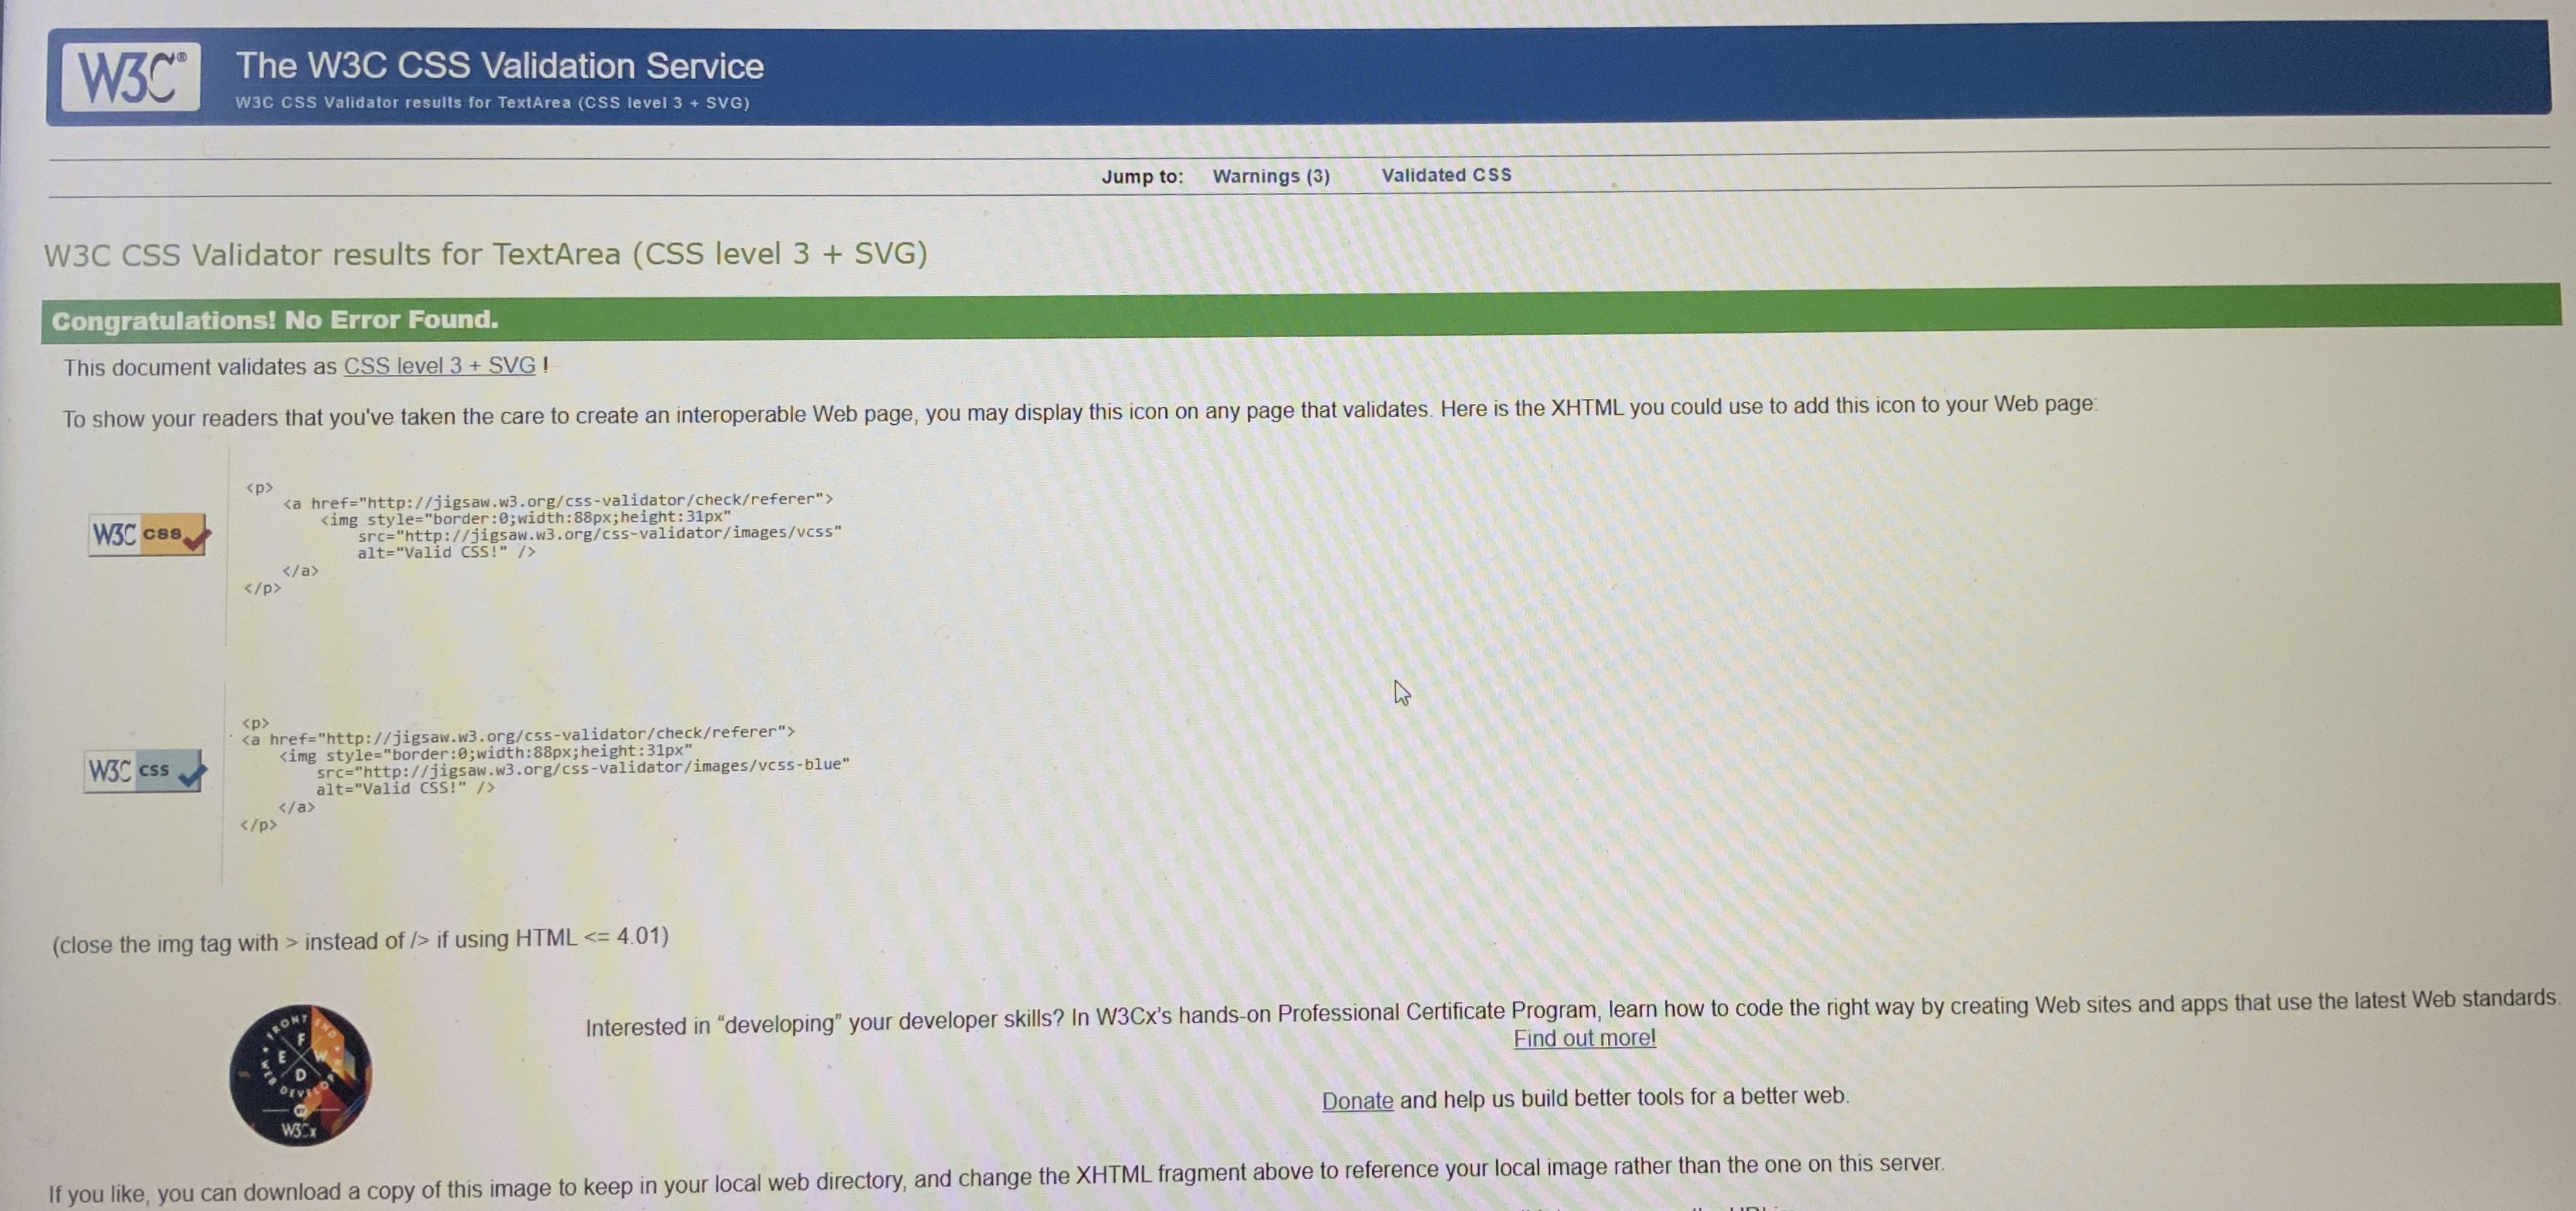 W3C®
The W3C CSS Validation Service
W3C CSS Validator results for TextArea (CSS level 3 + SVG)
Jump to: Warnings (3) Validated CSS
W3C CSS Validator results for TextArea (CSS level 3 + SVG)
Congratulations! No Error Found.
This document validates as CSS level 3 + SVG !
To show your readers that you've taken the care to create an interoperable Web page, you may display this icon on any page that validates. Here is the XHTML you could use to add this icon to your Web page:
W3C css
<p>
<a href="http://jigsaw.w3.org/css-validator/check/referer">
<img style="border:0;width:88px;height:31px"
src="http://jigsaw.w3.org/css-validator/images/vcss"
alt="Valid CSS!" />
</a>
</p>
W3C css
<p>
<a href="http://jigsaw.w3.org/css-validator/check/referer">
<img style="border:0;width:88px;height:31px"
src="http://jigsaw.w3.org/css-validator/images/vcss-blue"
alt="Valid CSS!" />
</a>
</p>
(close the img tag with > instead of /> if using HTML <= 4.01)
FRONT END
WEB DEVELOPER
F
E W
D
W3Cx
Interested in “developing” your developer skills? In W3Cx's hands-on Professional Certificate Program, learn how to code the right way by creating Web sites and apps that use the latest Web standards.
Find out more!
Donate and help us build better tools for a better web.
If you like, you can download a copy of this image to keep in your local web directory, and change the XHTML fragment above to reference your local image rather than the one on this server.